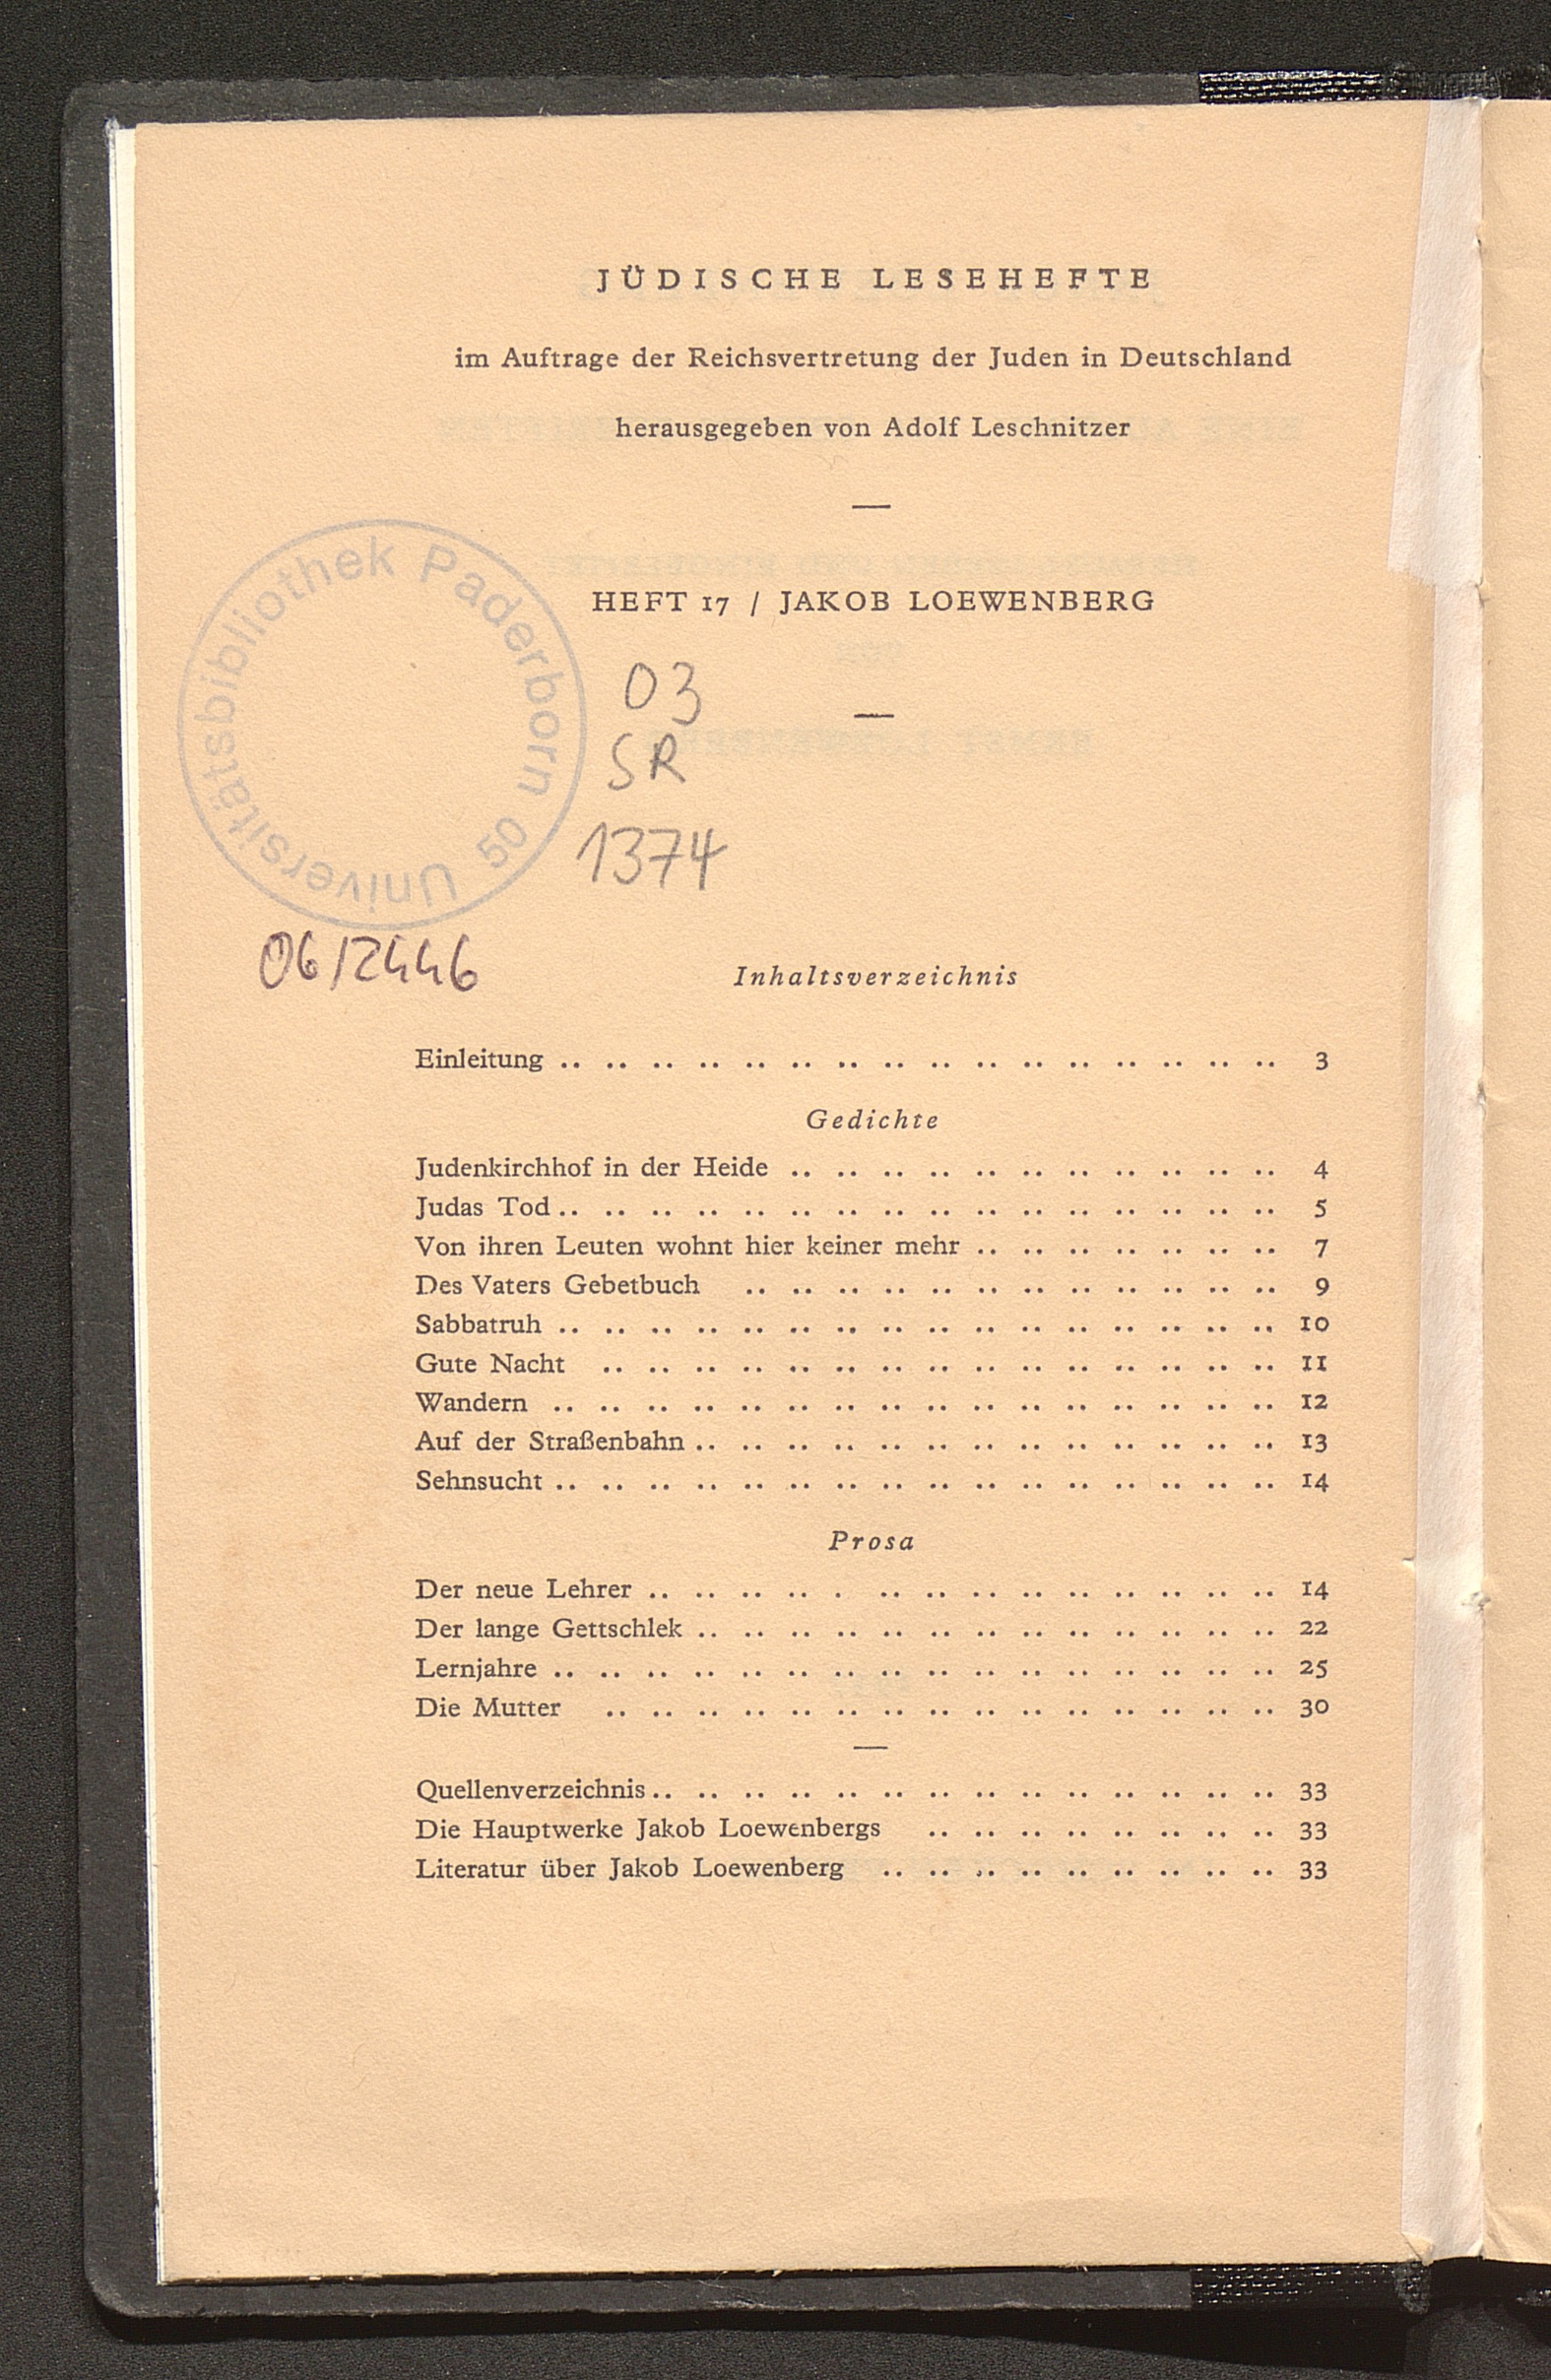 JÜDISCHE LESEHEFTE
im Auftrage der Reichsvertretung der Juden in Deutschland
herausgegeben von Adolf Leschnitzer
HEFT 17 / JAKOB LOEWENBERG
Universitätsbibliothek Paderborn 50
03
SR
1374
06/2446
Inhaltsverzeichnis
Einleitung .. .. .. .. .. .. .. .. .. .. .. .. .. .. .. .. 3
Gedichte
Judenkirchhof in der Heide .. .. .. .. .. .. .. .. .. .. .. 4
Judas Tod .. .. .. .. .. .. .. .. .. .. .. .. .. .. .. .. 5
Von ihren Leuten wohnt hier keiner mehr .. .. .. .. .. .. .. 7
Des Vaters Gebetbuch .. .. .. .. .. .. .. .. .. .. .. .. 9
Sabbatruh .. .. .. .. .. .. .. .. .. .. .. .. .. .. .. .. 10
Gute Nacht .. .. .. .. .. .. .. .. .. .. .. .. .. .. .. 11
Wandern .. .. .. .. .. .. .. .. .. .. .. .. .. .. .. .. 12
Auf der Straßenbahn .. .. .. .. .. .. .. .. .. .. .. .. .. 13
Sehnsucht .. .. .. .. .. .. .. .. .. .. .. .. .. .. .. .. 14
Prosa
Der neue Lehrer .. .. .. .. . .. .. .. .. .. .. .. .. .. 14
Der lange Gettschlek .. .. .. .. .. .. .. .. .. .. .. .. .. 22
Lernjahre .. .. .. .. .. .. .. .. .. .. .. .. .. .. .. .. 25
Die Mutter .. .. .. .. .. .. .. .. .. .. .. .. .. .. .. 30
Quellenverzeichnis .. .. .. .. .. .. .. .. .. .. .. .. .. .. 33
Die Hauptwerke Jakob Loewenbergs .. .. .. .. .. .. .. .. 33
Literatur über Jakob Loewenberg .. .. .. .. .. .. .. .. .. 33